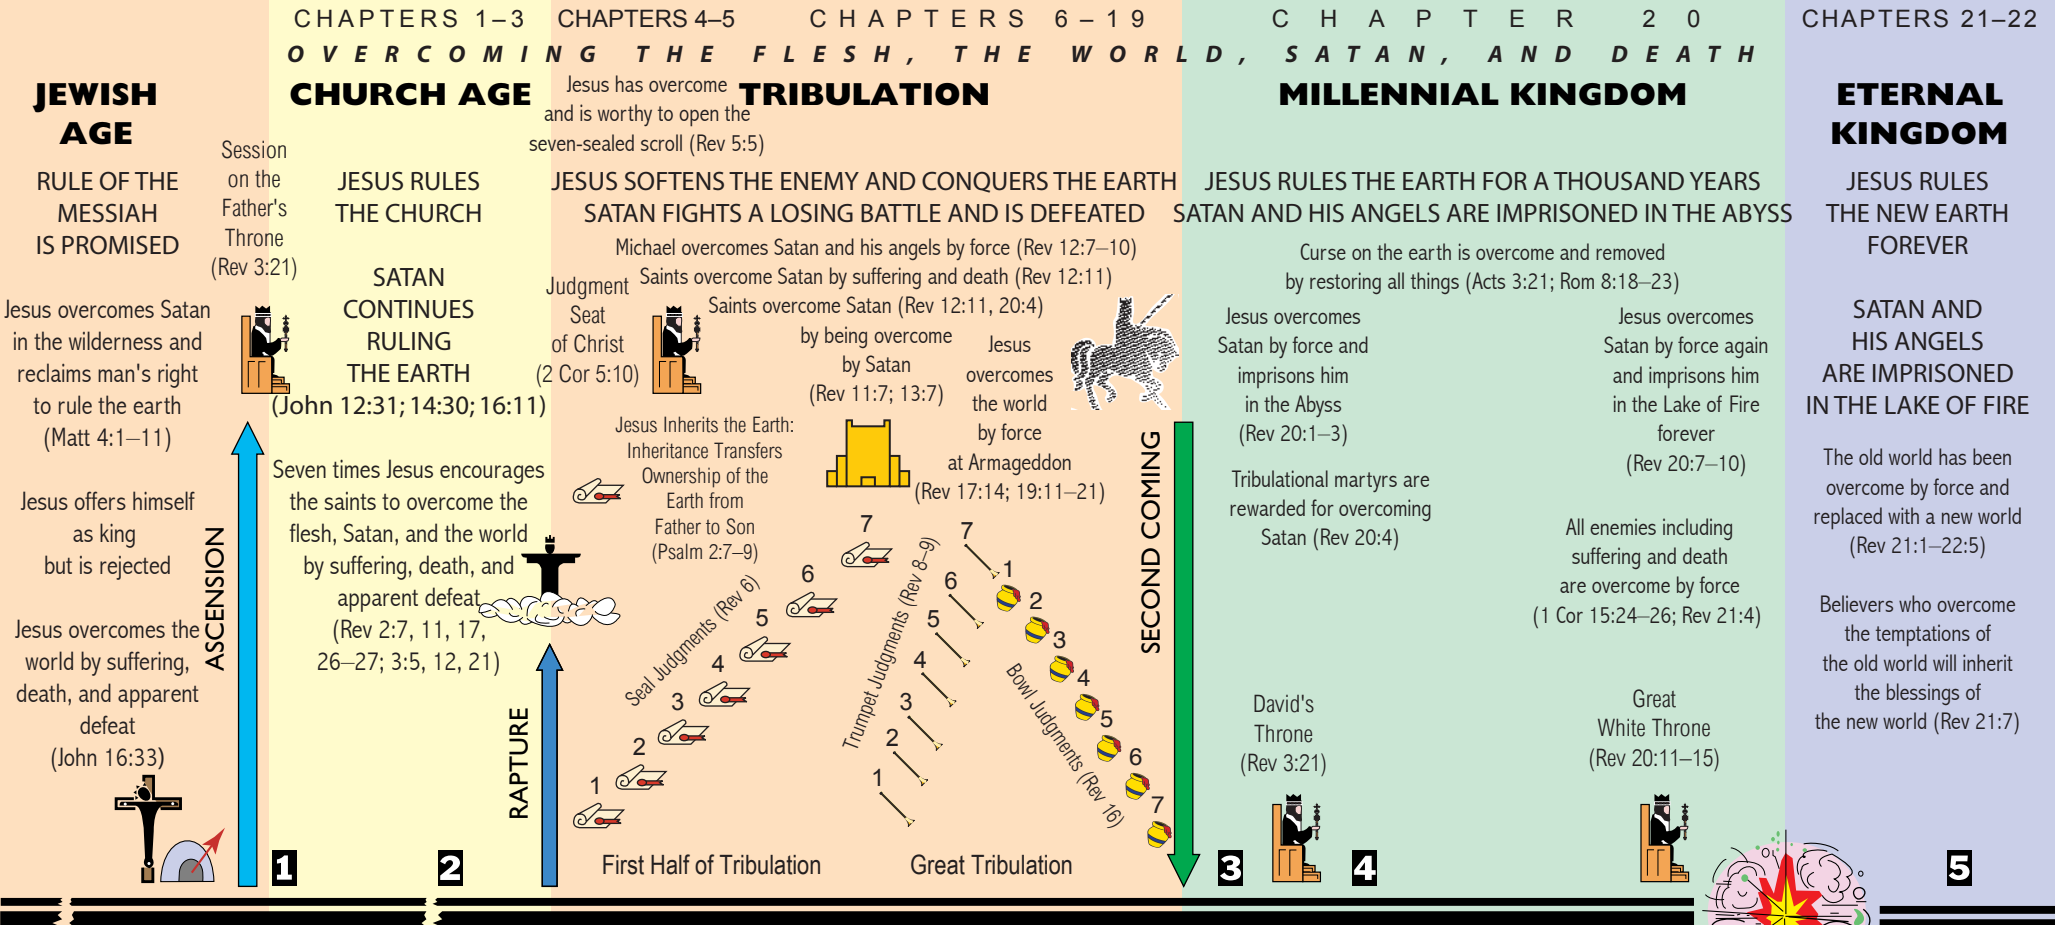 CHAPTERS 1–3
CHAPTERS 4–5
CHAPTERS 6–19
CHAPTER 20
CHAPTERS 21–22
OVERCOMING THE FLESH, THE WORLD, SATAN, AND DEATH
JEWISH
AGE
RULE OF THE
MESSIAH
IS PROMISED
Jesus overcomes Satan
in the wilderness and
reclaims man's right
to rule the earth
(Matt 4:1–11)
Jesus offers himself
as king
but is rejected
Jesus overcomes the
world by suffering,
death, and apparent
defeat
(John 16:33)
Session
on the
Father's
Throne
(Rev 3:21)
ASCENSION
1
CHURCH AGE
JESUS RULES
THE CHURCH
SATAN
CONTINUES
RULING
THE EARTH
(John 12:31; 14:30; 16:11)
Seven times Jesus encourages
the saints to overcome the
flesh, Satan, and the world
by suffering, death, and
apparent defeat
(Rev 2:7, 11, 17,
26–27; 3:5, 12, 21)
2
RAPTURE
Jesus has overcome
and is worthy to open the
seven-sealed scroll (Rev 5:5)
TRIBULATION
JESUS SOFTENS THE ENEMY AND CONQUERS THE EARTH
SATAN FIGHTS A LOSING BATTLE AND IS DEFEATED
Michael overcomes Satan and his angels by force (Rev 12:7–10)
Saints overcome Satan by suffering and death (Rev 12:11)
Saints overcome Satan (Rev 12:11, 20:4)
by being overcome
by Satan
(Rev 11:7; 13:7)
Judgment
Seat
of Christ
(2 Cor 5:10)
Jesus
overcomes
the world
by force
at Armageddon
(Rev 17:14; 19:11–21)
Jesus Inherits the Earth:
Inheritance Transfers
Ownership of the
Earth from
Father to Son
(Psalm 2:7–9)
Seal Judgments (Rev 6)
1
2
3
4
5
6
7
Trumpet Judgments (Rev 8–9)
1
2
3
4
5
6
7
Bowl Judgments (Rev 16)
1
2
3
4
5
6
7
First Half of Tribulation
Great Tribulation
SECOND COMING
MILLENNIAL KINGDOM
JESUS RULES THE EARTH FOR A THOUSAND YEARS
SATAN AND HIS ANGELS ARE IMPRISONED IN THE ABYSS
Curse on the earth is overcome and removed
by restoring all things (Acts 3:21; Rom 8:18–23)
Jesus overcomes
Satan by force and
imprisons him
in the Abyss
(Rev 20:1–3)
Tribulational martyrs are
rewarded for overcoming
Satan (Rev 20:4)
David's
Throne
(Rev 3:21)
3
4
Jesus overcomes
Satan by force again
and imprisons him
in the Lake of Fire
forever
(Rev 20:7–10)
All enemies including
suffering and death
are overcome by force
(1 Cor 15:24–26; Rev 21:4)
Great
White Throne
(Rev 20:11–15)
ETERNAL
KINGDOM
JESUS RULES
THE NEW EARTH
FOREVER
SATAN AND
HIS ANGELS
ARE IMPRISONED
IN THE LAKE OF FIRE
The old world has been
overcome by force and
replaced with a new world
(Rev 21:1–22:5)
Believers who overcome
the temptations of
the old world will inherit
the blessings of
the new world (Rev 21:7)
5